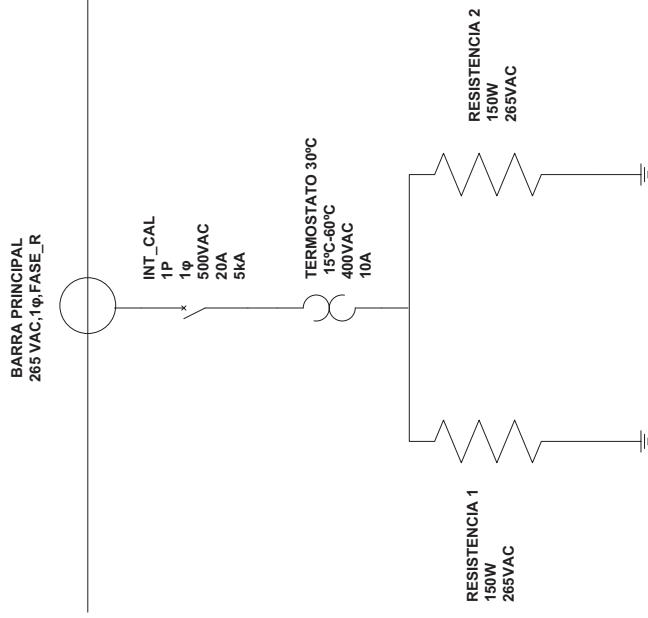 BARRA PRINCIPAL
265 VAC,1φ,FASE_R
INT_CAL
1P
1φ
500VAC
20A
5kA
TERMOSTATO 30ºC
15ºC-60ºC
400VAC
10A
RESISTENCIA 1
150W
265VAC
RESISTENCIA 2
150W
265VAC